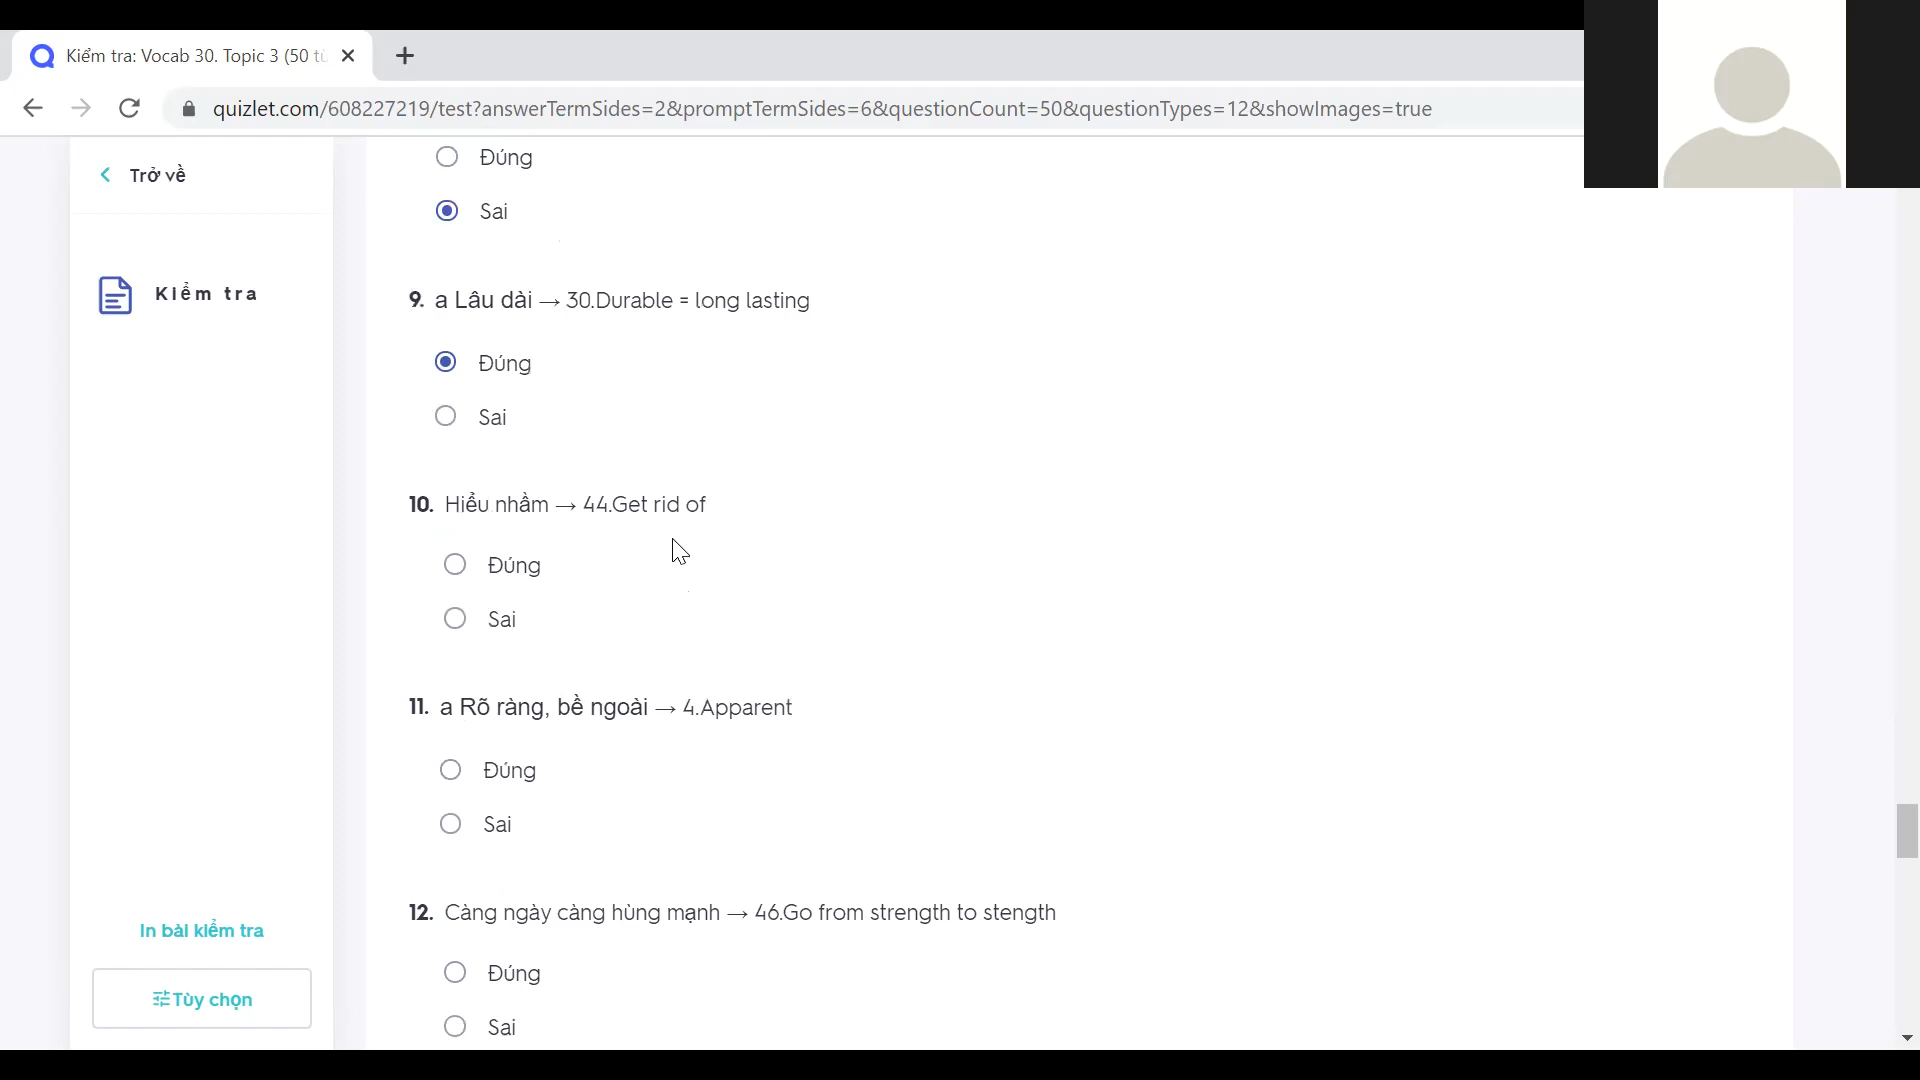 Kiểm tra: Vocab 30. Topic 3 (50 từ
quizlet.com/608227219/test?answerTermSides=2&promptTermSides=6&questionCount=50&questionTypes=12&showImages=true
Trở về
Kiểm tra
Đúng
Sai
9. a Lâu dài → 30.Durable = long lasting
Đúng
Sai
10. Hiểu nhầm → 44.Get rid of
Đúng
Sai
11. a Rõ ràng, bề ngoài → 4.Apparent
Đúng
Sai
12. Càng ngày càng hùng mạnh → 46.Go from strength to stength
Đúng
Sai
In bài kiểm tra
Tùy chọn